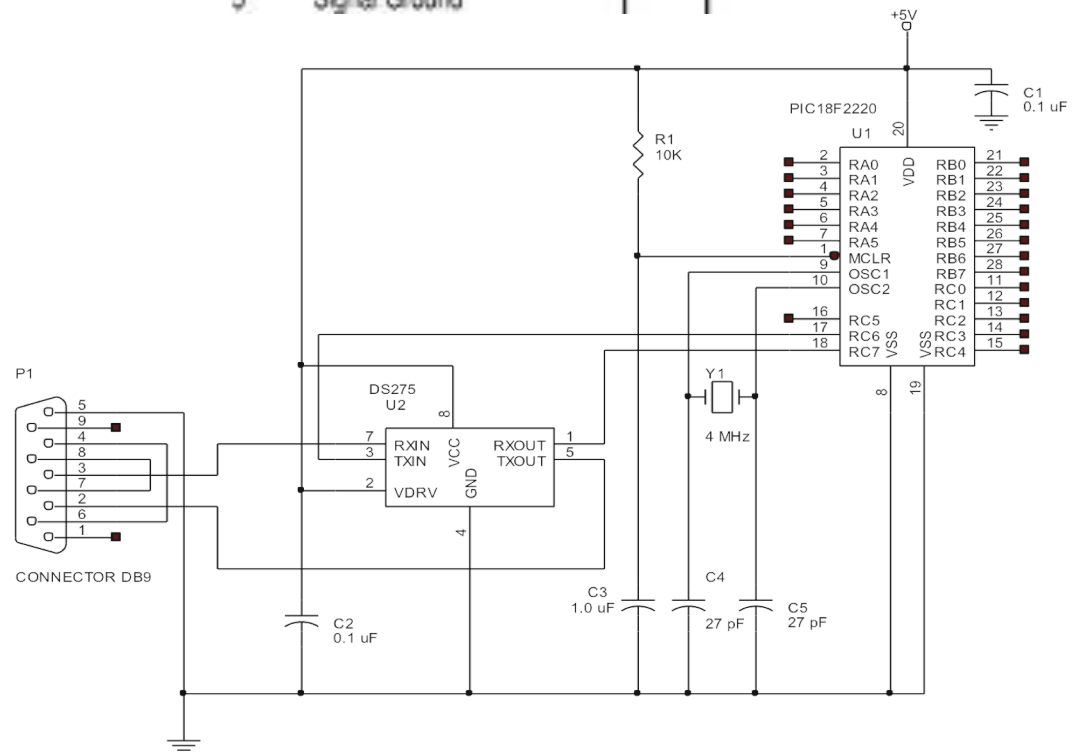 Signal Ground
+5V
C1
0.1 uF
PIC18F2220
U1
R1
10K
20
VDD
2 RA0
3 RA1
4 RA2
5 RA3
6 RA4
7 RA5
1 MCLR
9 OSC1
10 OSC2
16 RC5
17 RC6
18 RC7
RB0 21
RB1 22
RB2 23
RB3 24
RB4 25
RB5 26
RB6 27
RB7 28
RC0 11
RC1 12
RC2 13
RC3 14
RC4 15
VSS
VSS
8
19
P1
5
9
4
8
3
7
2
6
1
CONNECTOR DB9
DS275
U2
8
VCC
7 RXIN
3 TXIN
2 VDRV
RXOUT 1
TXOUT 5
GND
4
Y1
4 MHz
C2
0.1 uF
C3
1.0 uF
C4
27 pF
C5
27 pF